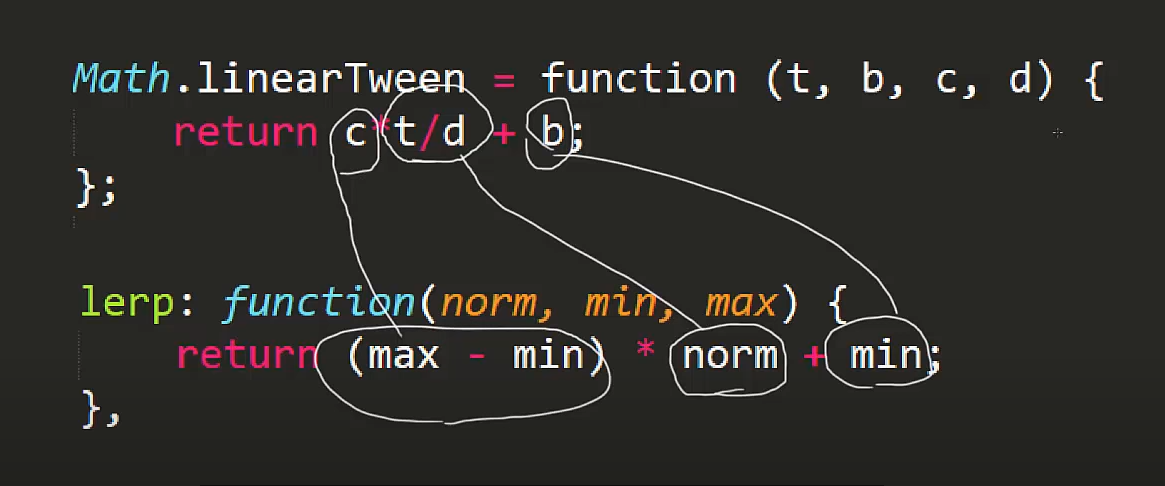 Math.linearTween = function (t, b, c, d) {
return c*t/d + b;
};
lerp: function(norm, min, max) {
return (max - min) * norm + min;
},